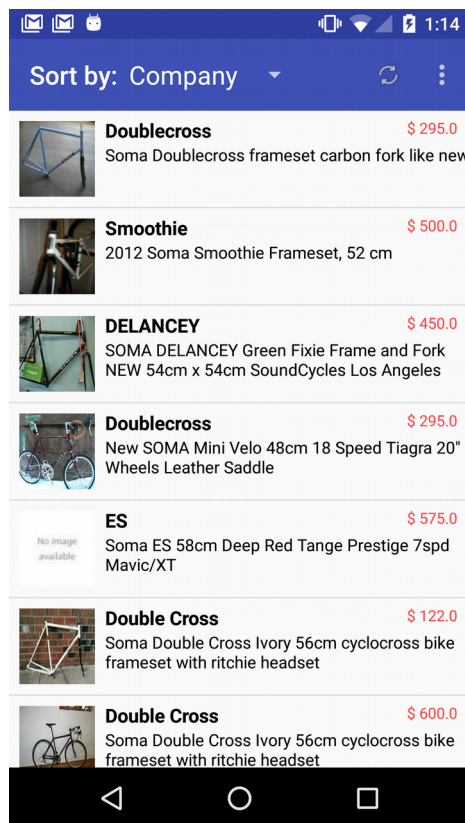 1:14
Sort by: Company
Doublecross
$ 295.0
Soma Doublecross frameset carbon fork like new
Smoothie
$ 500.0
2012 Soma Smoothie Frameset, 52 cm
DELANCEY
$ 450.0
SOMA DELANCEY Green Fixie Frame and Fork
NEW 54cm x 54cm SoundCycles Los Angeles
Doublecross
$ 295.0
New SOMA Mini Velo 48cm 18 Speed Tiagra 20"
Wheels Leather Saddle
ES
$ 575.0
No image
available
Soma ES 58cm Deep Red Tange Prestige 7spd
Mavic/XT
Double Cross
$ 122.0
Soma Double Cross Ivory 56cm cyclocross bike
frameset with ritchie headset
Double Cross
$ 600.0
Soma Double Cross Ivory 56cm cyclocross bike
frameset with ritchie headset